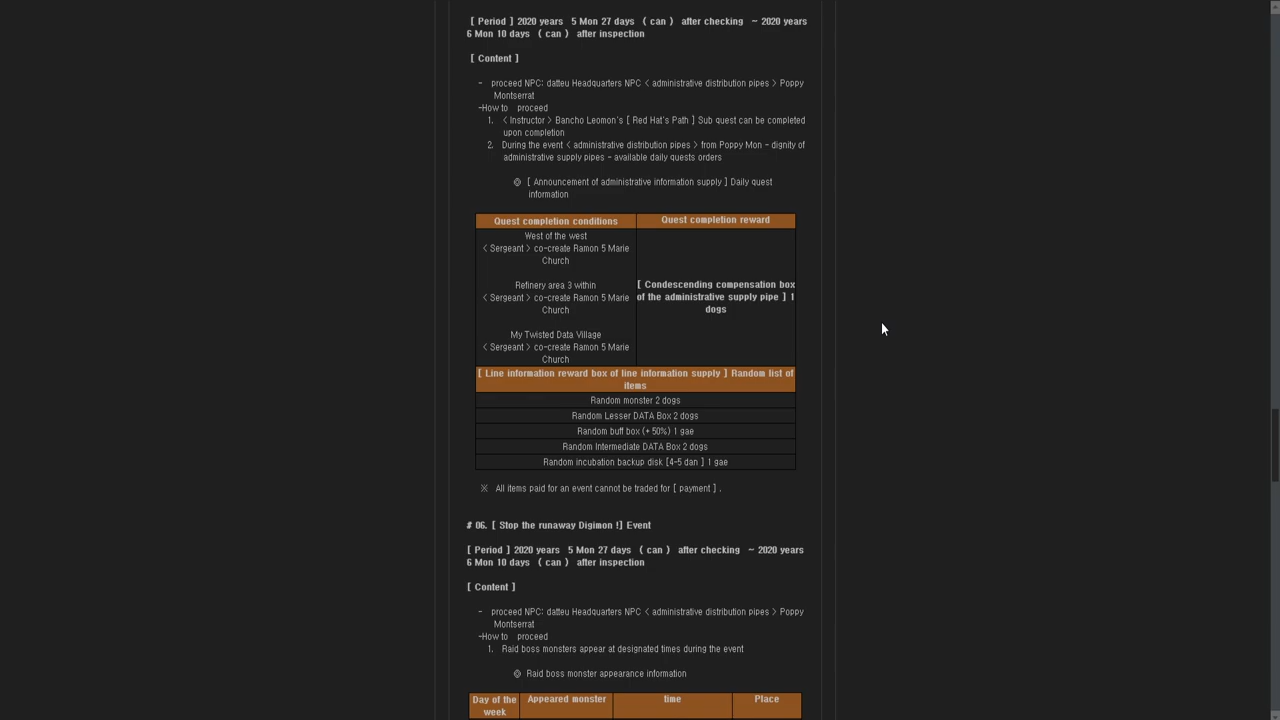 [ Period ] 2020 years 5 Mon 27 days ( can ) after checking ~ 2020 years
6 Mon 10 days ( can ) after inspection
[ Content ]
- proceed NPC: datteu Headquarters NPC < administrative distribution pipes > Poppy
Montserrat
-How to proceed
1. < Instructor > Bancho Leomon's [ Red Hat's Path ] Sub quest can be completed
upon completion
2. During the event < administrative distribution pipes > from Poppy Mon - dignity of
administrative supply pipes - available daily quests orders
◎ [ Announcement of administrative information supply ] Daily quest
information
Quest completion conditions
Quest completion reward
West of the west
< Sergeant > co-create Ramon 5 Marie
Church
Refinery area 3 within
< Sergeant > co-create Ramon 5 Marie
Church
My Twisted Data Village
< Sergeant > co-create Ramon 5 Marie
Church
[ Condescending compensation box
of the administrative supply pipe ] 1
dogs
[ Line information reward box of line information supply ] Random list of
items
Random monster 2 dogs
Random Lesser DATA Box 2 dogs
Random buff box (+ 50%) 1 gae
Random Intermediate DATA Box 2 dogs
Random incubation backup disk [4-5 dan ] 1 gae
※ All items paid for an event cannot be traded for [ payment ] .
# 06. [ Stop the runaway Digimon !] Event
[ Period ] 2020 years 5 Mon 27 days ( can ) after checking ~ 2020 years
6 Mon 10 days ( can ) after inspection
[ Content ]
- proceed NPC: datteu Headquarters NPC < administrative distribution pipes > Poppy
Montserrat
-How to proceed
1. Raid boss monsters appear at designated times during the event
◎ Raid boss monster appearance information
Day of the
week
Appeared monster
time
Place